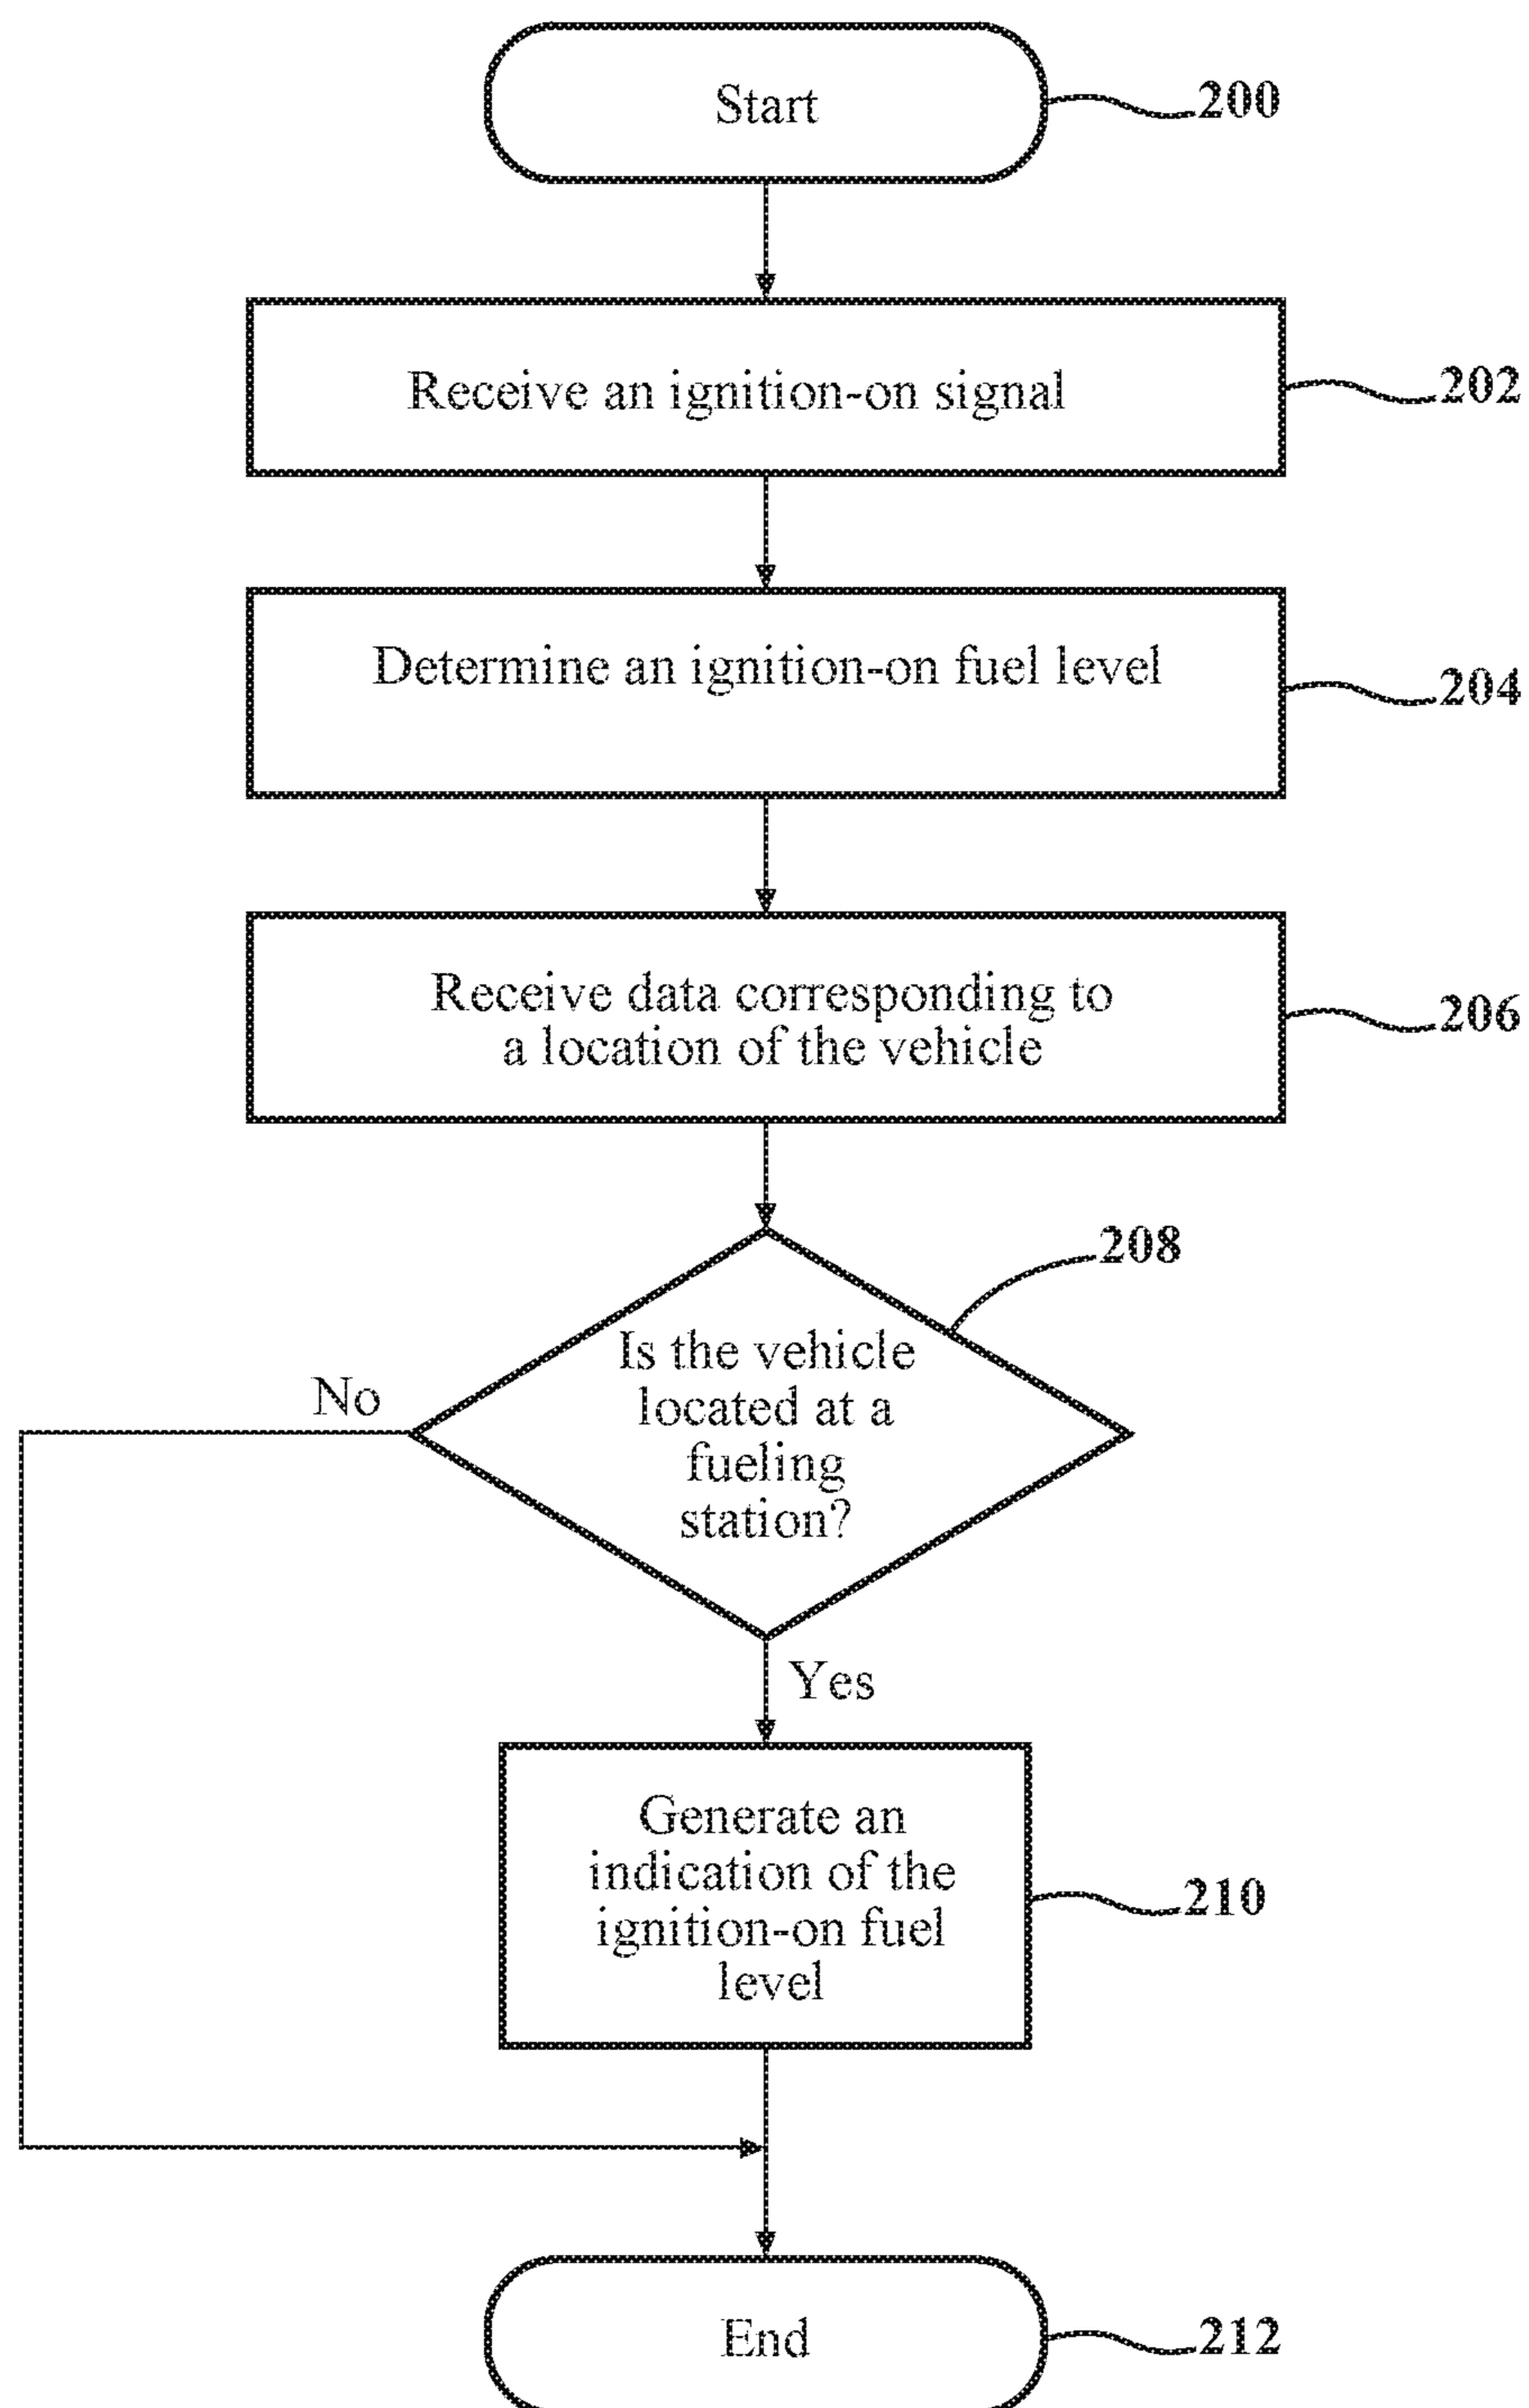 Start
200
Receive an ignition-on signal
202
Determine an ignition-on fuel level
204
Receive data corresponding to
a location of the vehicle
206
208
Is the vehicle
located at a
fueling
station?
No
Yes
Generate an
indication of the
ignition-on fuel
level
210
End
212